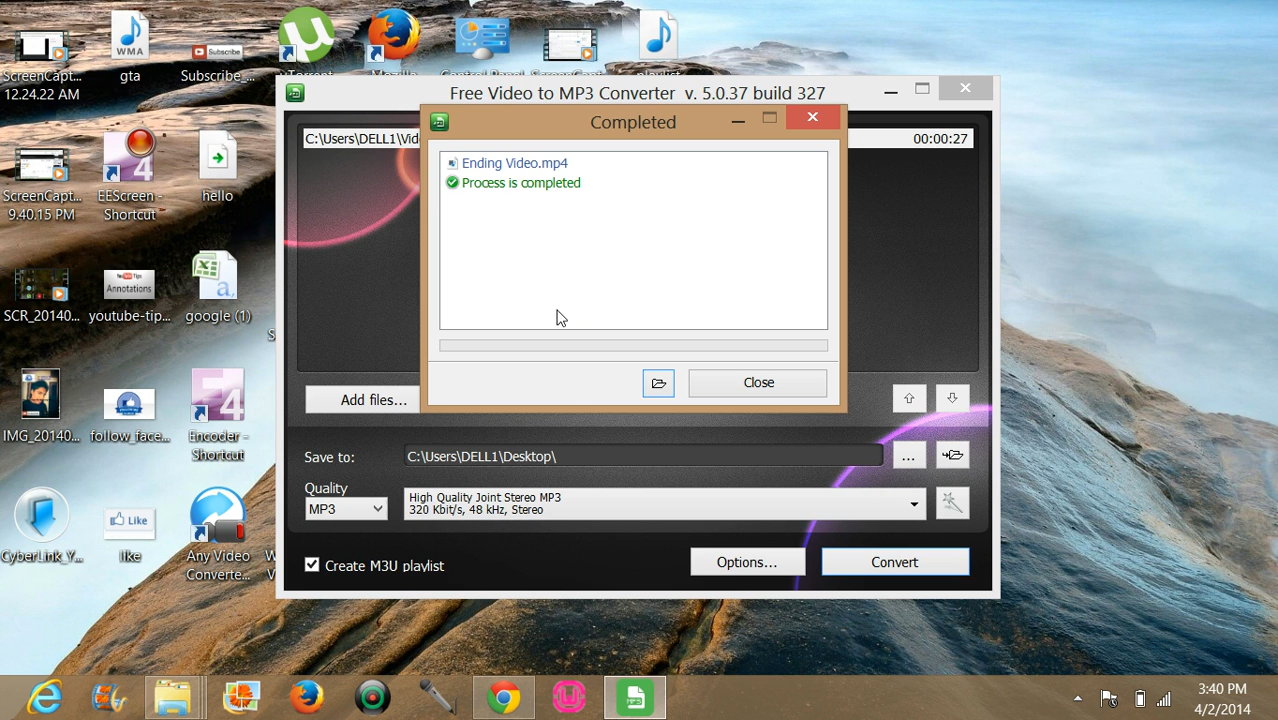 ScreenCapt...
12.24.22 AM
WMA
gta
Subscribe
Subscribe_...
ScreenCapt...
9.40.15 PM
EEScreen -
Shortcut
hello
SCR_20140...
Annotations
youtube-tip...
google (1)
IMG_20140...
follow_face...
Encoder -
Shortcut
CyberLink_Y...
Like
like
Any Video
Converte...
Free Video to MP3 Converter v. 5.0.37 build 327
C:\Users\DELL1\Vid
00:00:27
Completed
Ending Video.mp4
Process is completed
Close
Add files...
Save to:
C:\Users\DELL1\Desktop\
...
Quality
MP3
High Quality Joint Stereo MP3
320 Kbit/s, 48 kHz, Stereo
Create M3U playlist
Options...
Convert
3:40 PM
4/2/2014